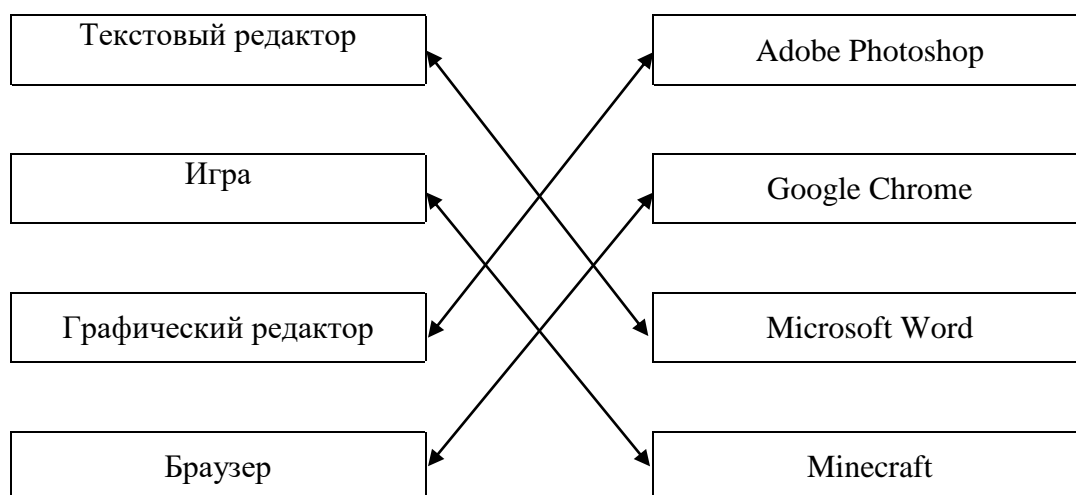 Текстовый редактор
Adobe Photoshop
Игра
Google Chrome
Графический редактор
Microsoft Word
Браузер
Minecraft